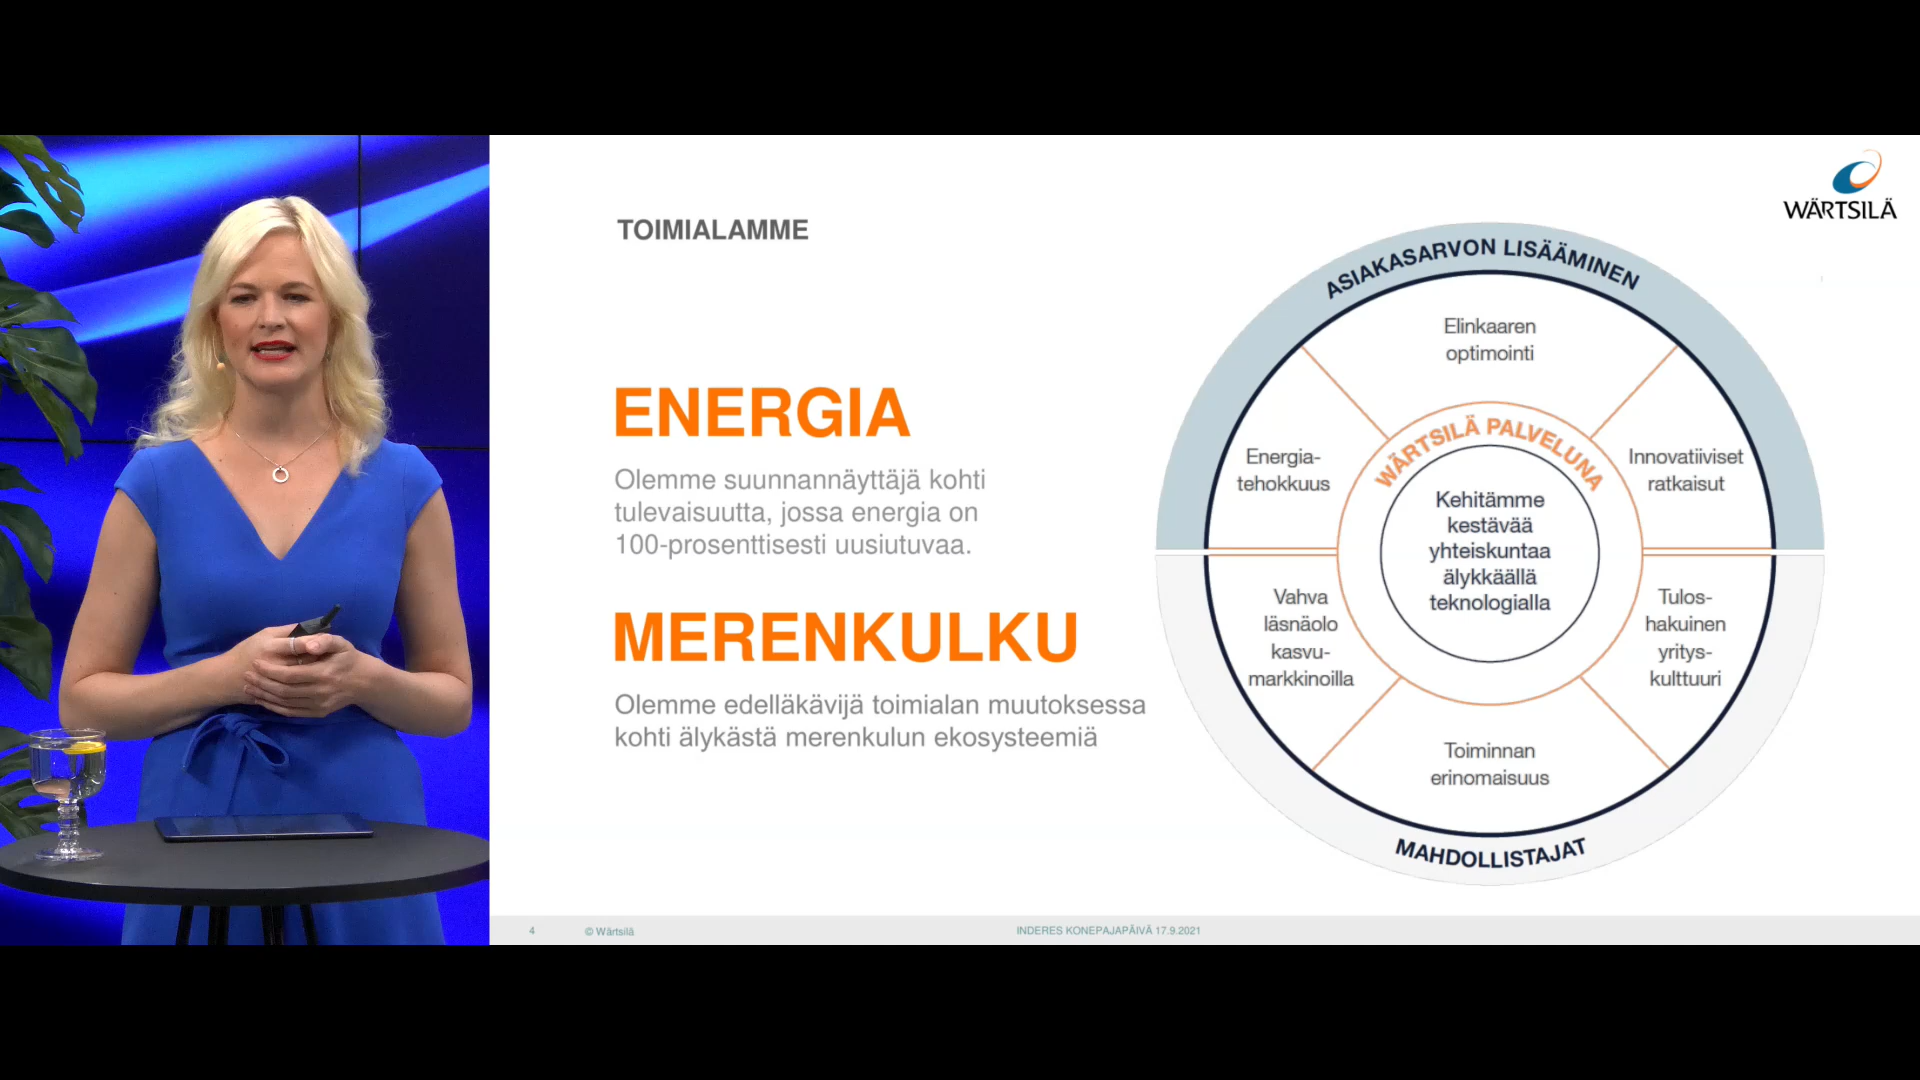 WÄRTSILÄ
TOIMIALAMME
ENERGIA
Olemme suunnannäyttäjä kohti
tulevaisuutta, jossa energia on
100-prosenttisesti uusiutuvaa.
MERENKULKU
Olemme edelläkävijä toimialan muutoksessa
kohti älykästä merenkulun ekosysteemiä
ASIAKASARVON LISÄÄMINEN
Elinkaaren
optimointi
Energia-
tehokkuus
Innovatiiviset
ratkaisut
WÄRTSILÄ PALVELUNA
Kehitämme
kestävää
yhteiskuntaa
älykkäällä
teknologialla
Vahva
läsnäolo
kasvu-
markkinoilla
Tulos-
hakuinen
yritys-
kulttuuri
Toiminnan
erinomaisuus
MAHDOLLISTAJAT
4
© Wärtsilä
INDERES KONEPAJAPÄIVÄ 17.9.2021